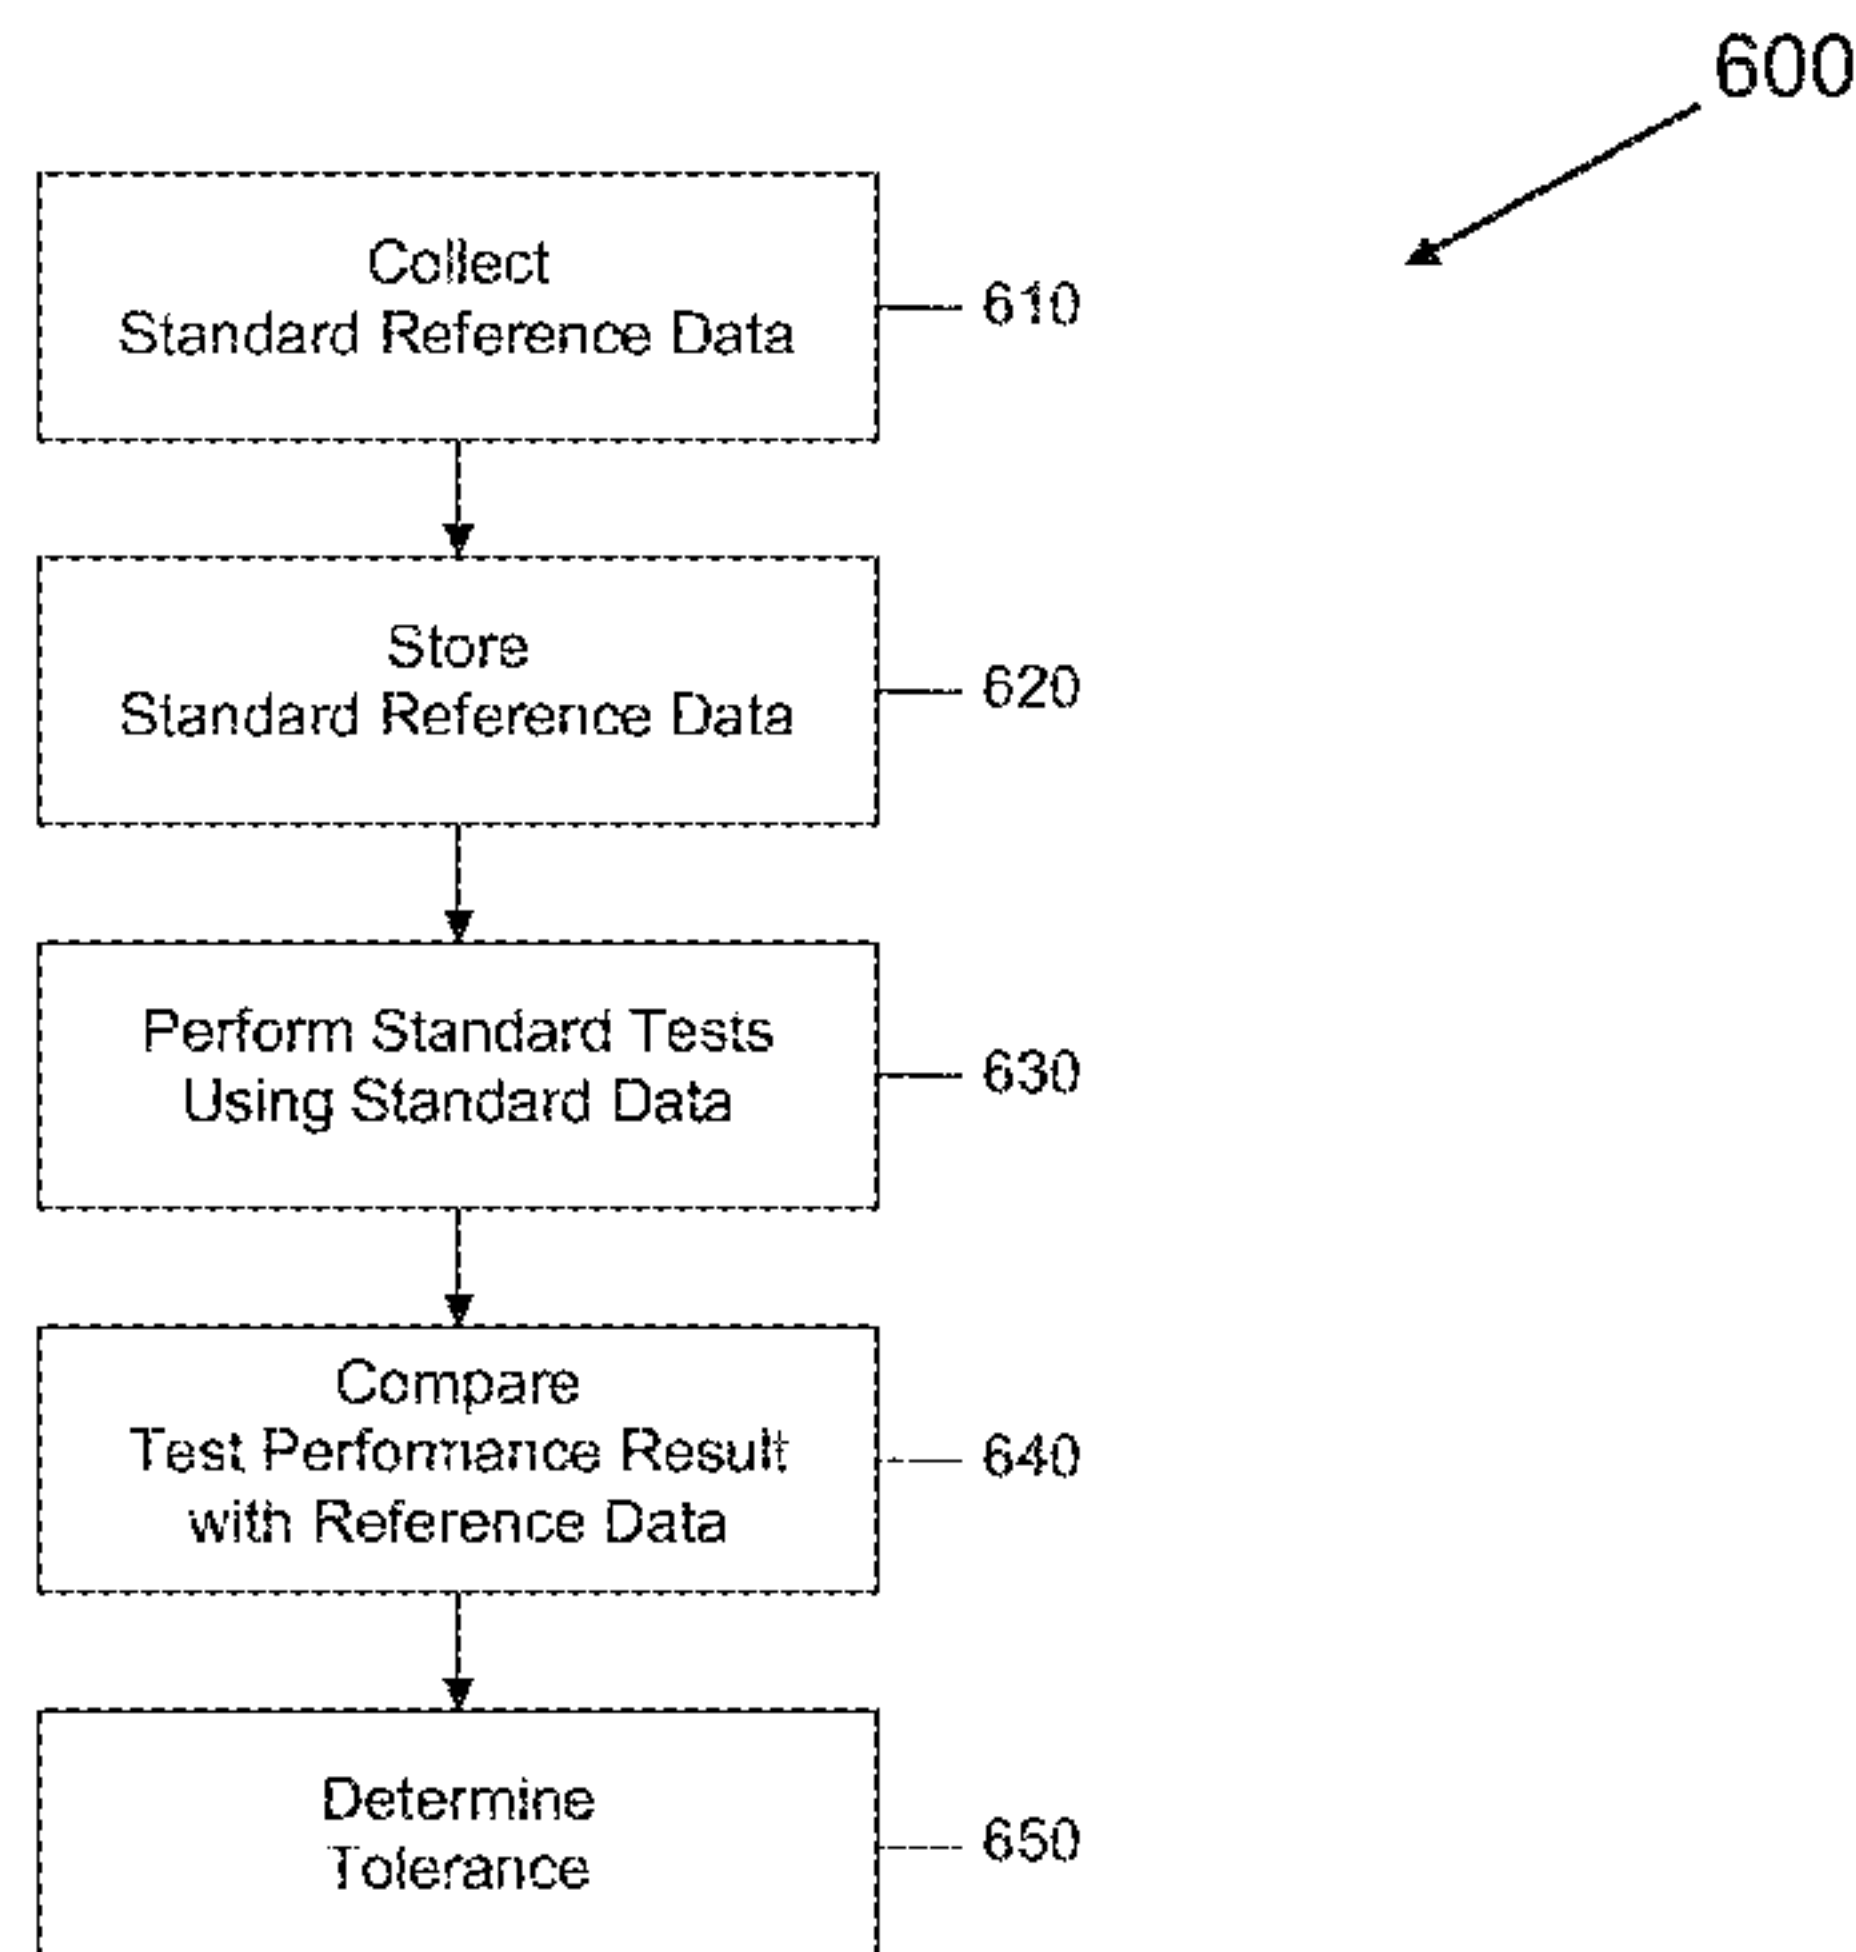 600
Collect
Standard Reference Data
610
Store
Standard Reference Data
620
Perform Standard Tests
Using Standard Data
630
Compare
Test Performance Result
with Reference Data
640
Determine
Tolerance
650